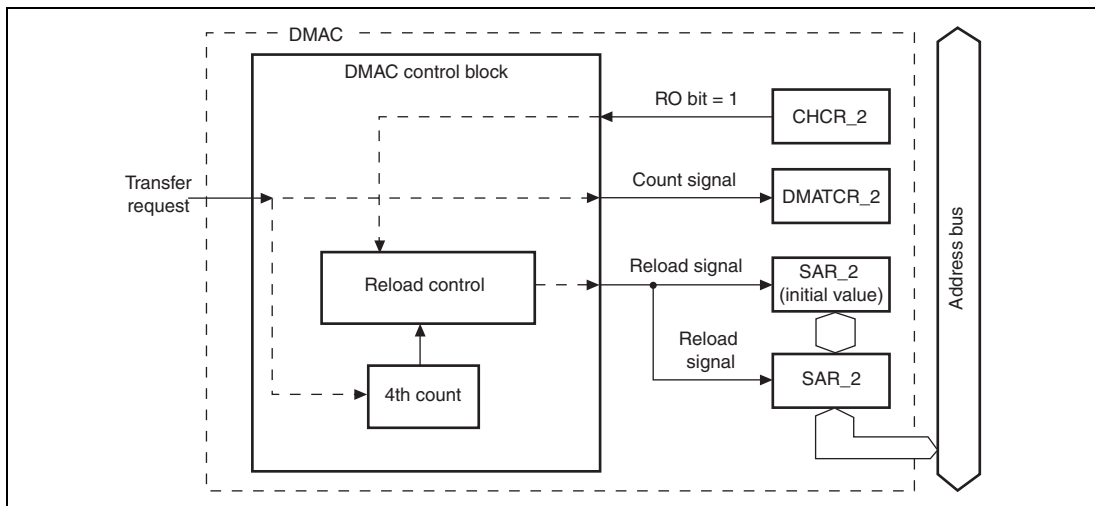 DMAC
DMAC control block
RO bit = 1
CHCR_2
Transfer
request
Count signal
DMATCR_2
Reload control
Reload signal
SAR_2
(initial value)
Reload
signal
4th count
SAR_2
Address bus